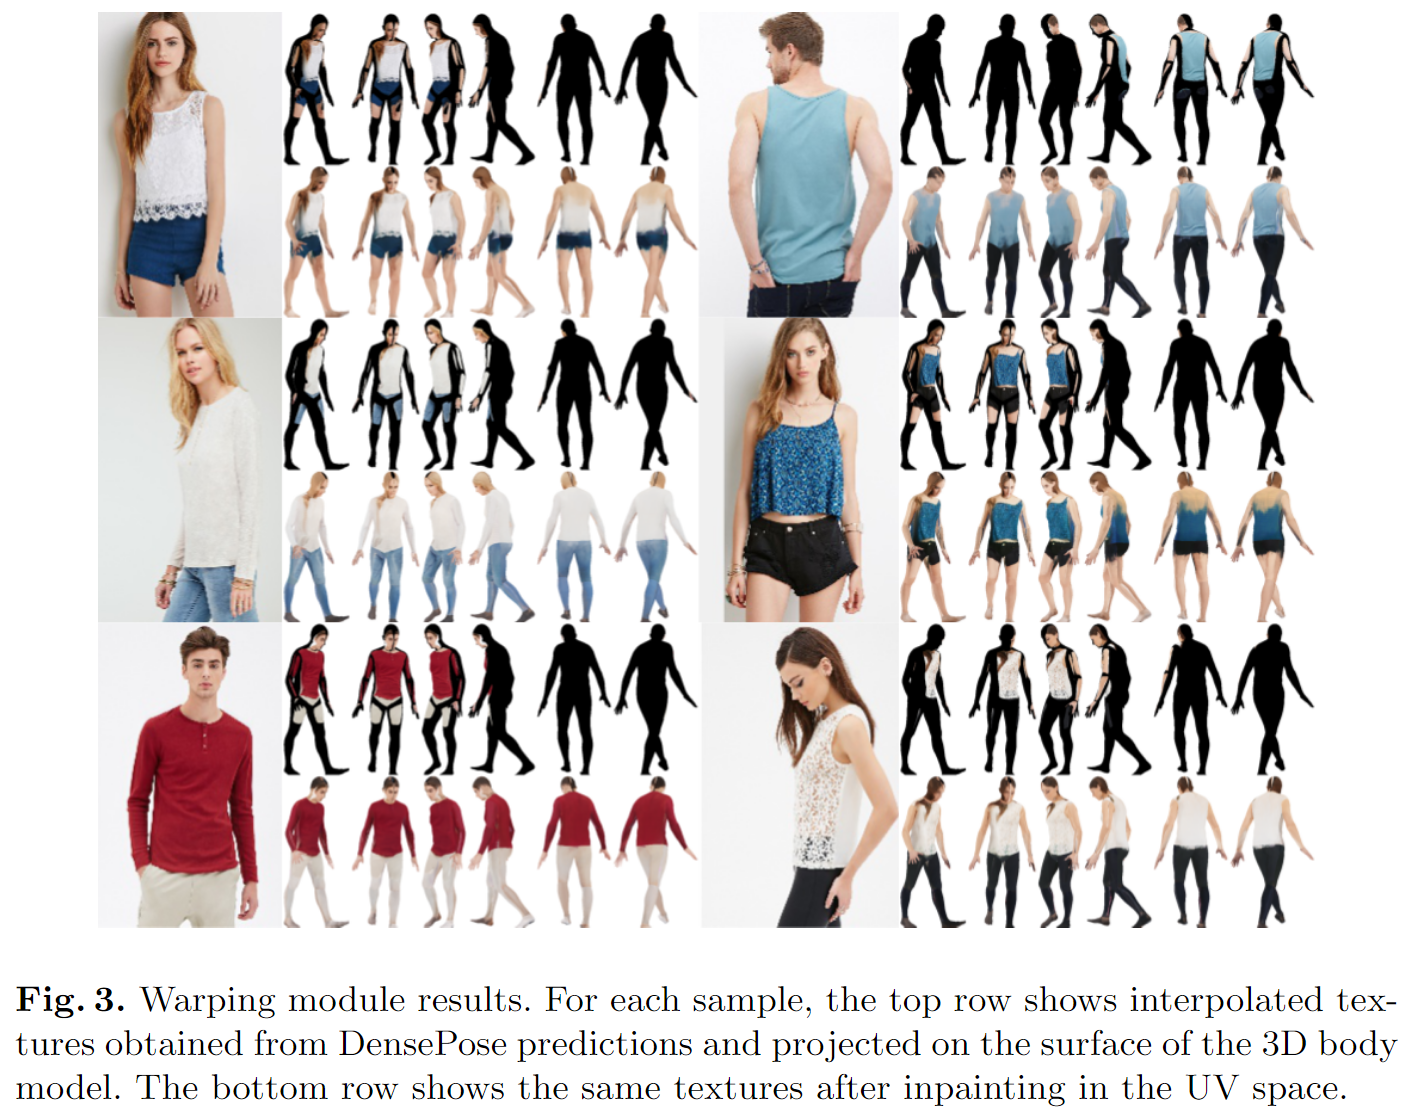 Fig. 3. Warping module results. For each sample, the top row shows interpolated tex-
tures obtained from DensePose predictions and projected on the surface of the 3D body
model. The bottom row shows the same textures after inpainting in the UV space.